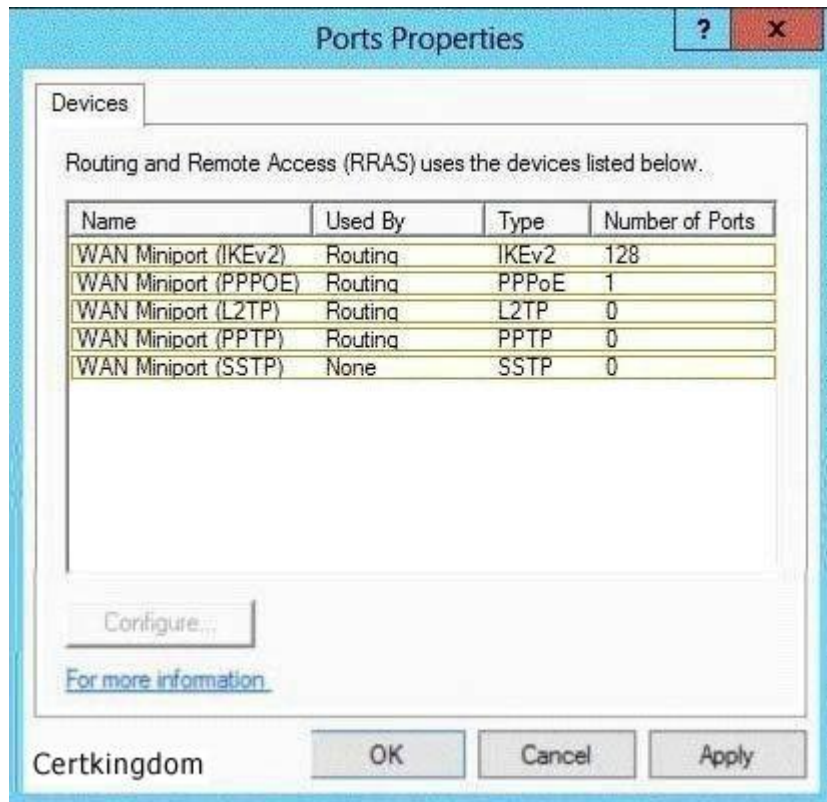 Ports Properties
? x
Devices
Routing and Remote Access (RRAS) uses the devices listed below.
Name Used By Type Number of Ports
WAN Miniport (IKEv2) Routing IKEv2 128
WAN Miniport (PPPOE) Routing PPPoE 1
WAN Miniport (L2TP) Routing L2TP 0
WAN Miniport (PPTP) Routing PPTP 0
WAN Miniport (SSTP) None SSTP 0
Configure...
For more information
Certkingdom OK Cancel Apply